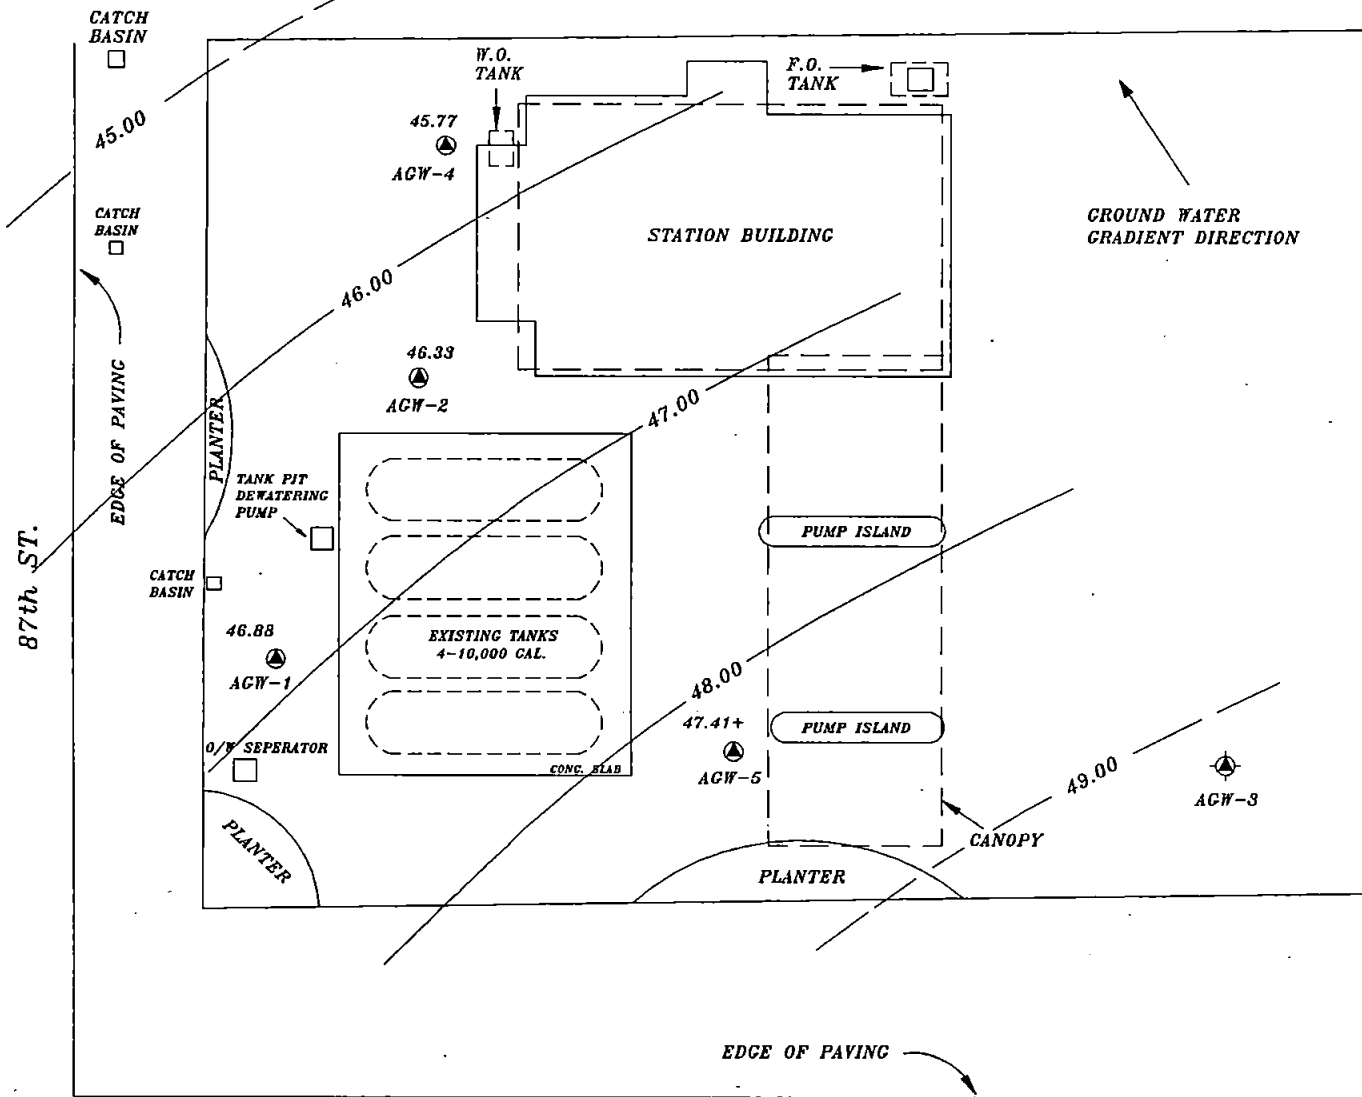 CATCH
BASIN
W.O.
TANK
F.O.
TANK
45.00
45.77
AGW-4
CATCH
BASIN
STATION BUILDING
GROUND WATER
GRADIENT DIRECTION
46.00
46.33
AGW-2
EDGE OF PAVING
PLANTER
47.00
TANK PIT
DEWATERING
PUMP
PUMP ISLAND
87th ST.
CATCH
BASIN
46.88
AGW-1
EXISTING TANKS
4-10,000 GAL.
48.00
47.41+
AGW-5
PUMP ISLAND
O/W SEPERATOR
CONC. SLAB
49.00
AGW-3
PLANTER
CANOPY
PLANTER
EDGE OF PAVING